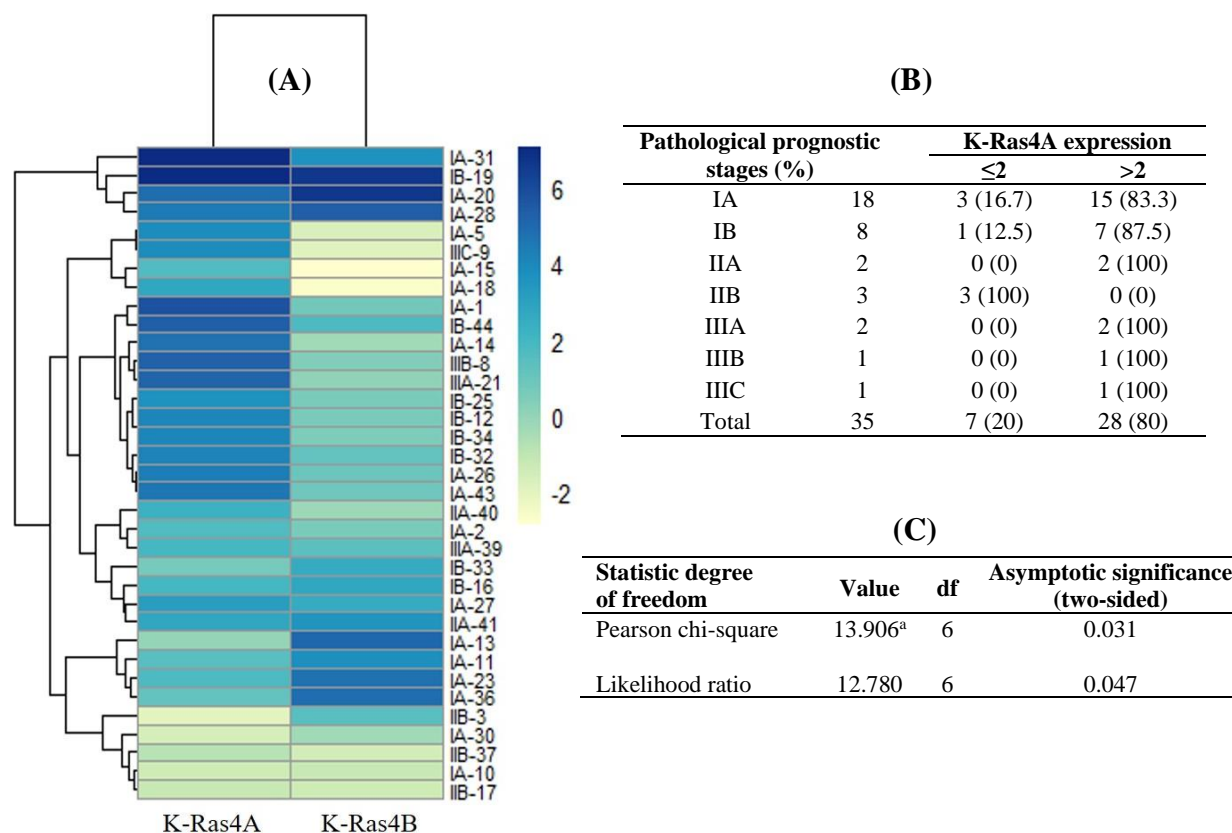 (A)
6
4
2
0
-2
IA-31
IB-19
IA-20
IA-28
IA-5
IIIC-9
IA-15
IA-18
IA-1
IB-44
IA-14
IIIB-8
IIIA-21
IB-25
IB-12
IB-34
IB-32
IA-26
IA-43
IIA-40
IA-2
IIIA-39
IB-33
IB-16
IA-27
IIA-41
IA-13
IA-11
IA-23
IA-36
IIB-3
IA-30
IIB-37
IA-10
IIB-17
K-Ras4A K-Ras4B
(B)
Pathological prognostic K-Ras4A expression
stages (%) ≤2 >2
IA 18 3 (16.7) 15 (83.3)
IB 8 1 (12.5) 7 (87.5)
IIA 2 0 (0) 2 (100)
IIB 3 3 (100) 0 (0)
IIIA 2 0 (0) 2 (100)
IIIB 1 0 (0) 1 (100)
IIIC 1 0 (0) 1 (100)
Total 35 7 (20) 28 (80)
(C)
Statistic degree Value df Asymptotic significance
of freedom (two-sided)
Pearson chi-square 13.906ᵃ 6 0.031
Likelihood ratio 12.780 6 0.047